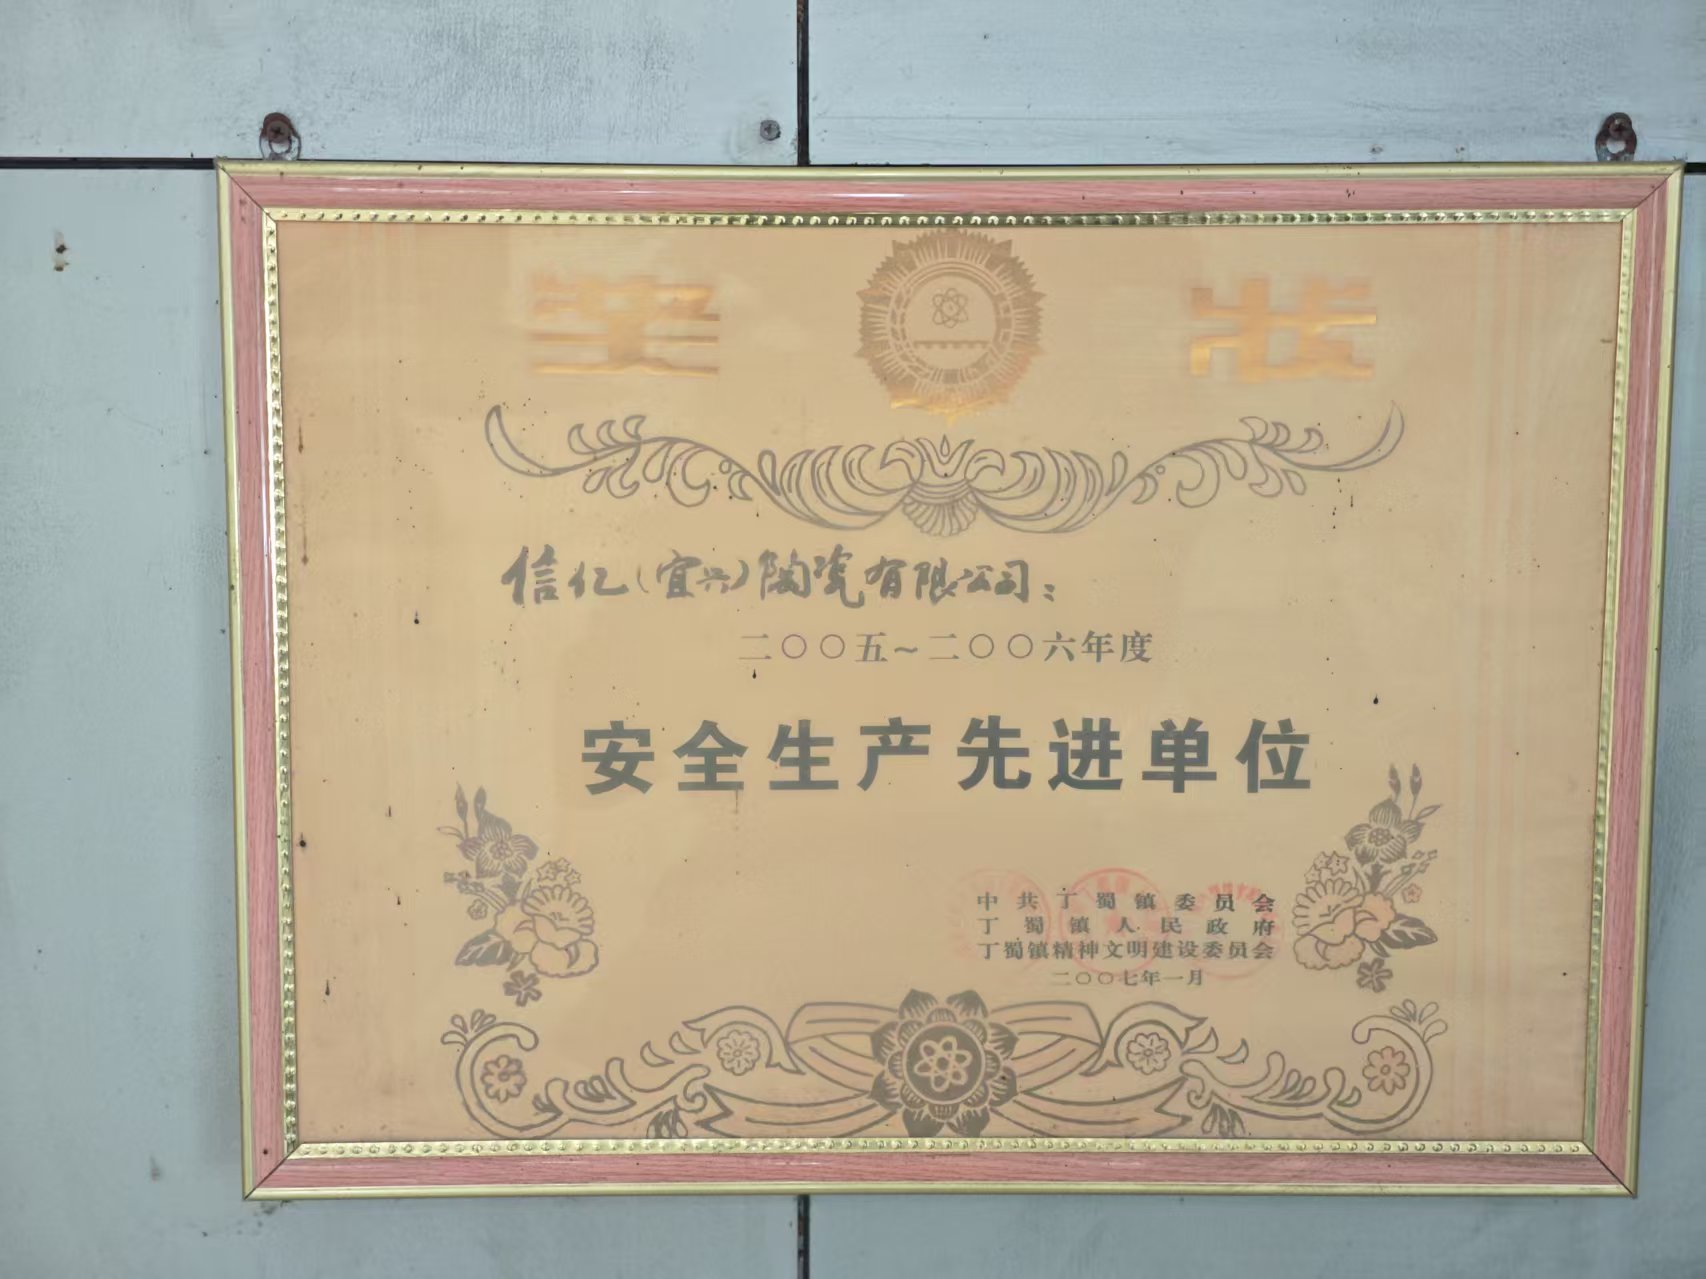 奖状
信亿(宜兴)陶瓷有限公司:
二〇〇五~二〇〇六年度
安全生产先进单位
中共丁蜀镇委员会
丁蜀镇人民政府
丁蜀镇精神文明建设委员会
二〇〇七年一月